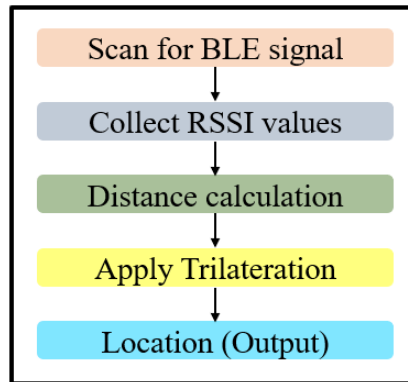 Scan for BLE signal
Collect RSSI values
Distance calculation
Apply Trilateration
Location (Output)